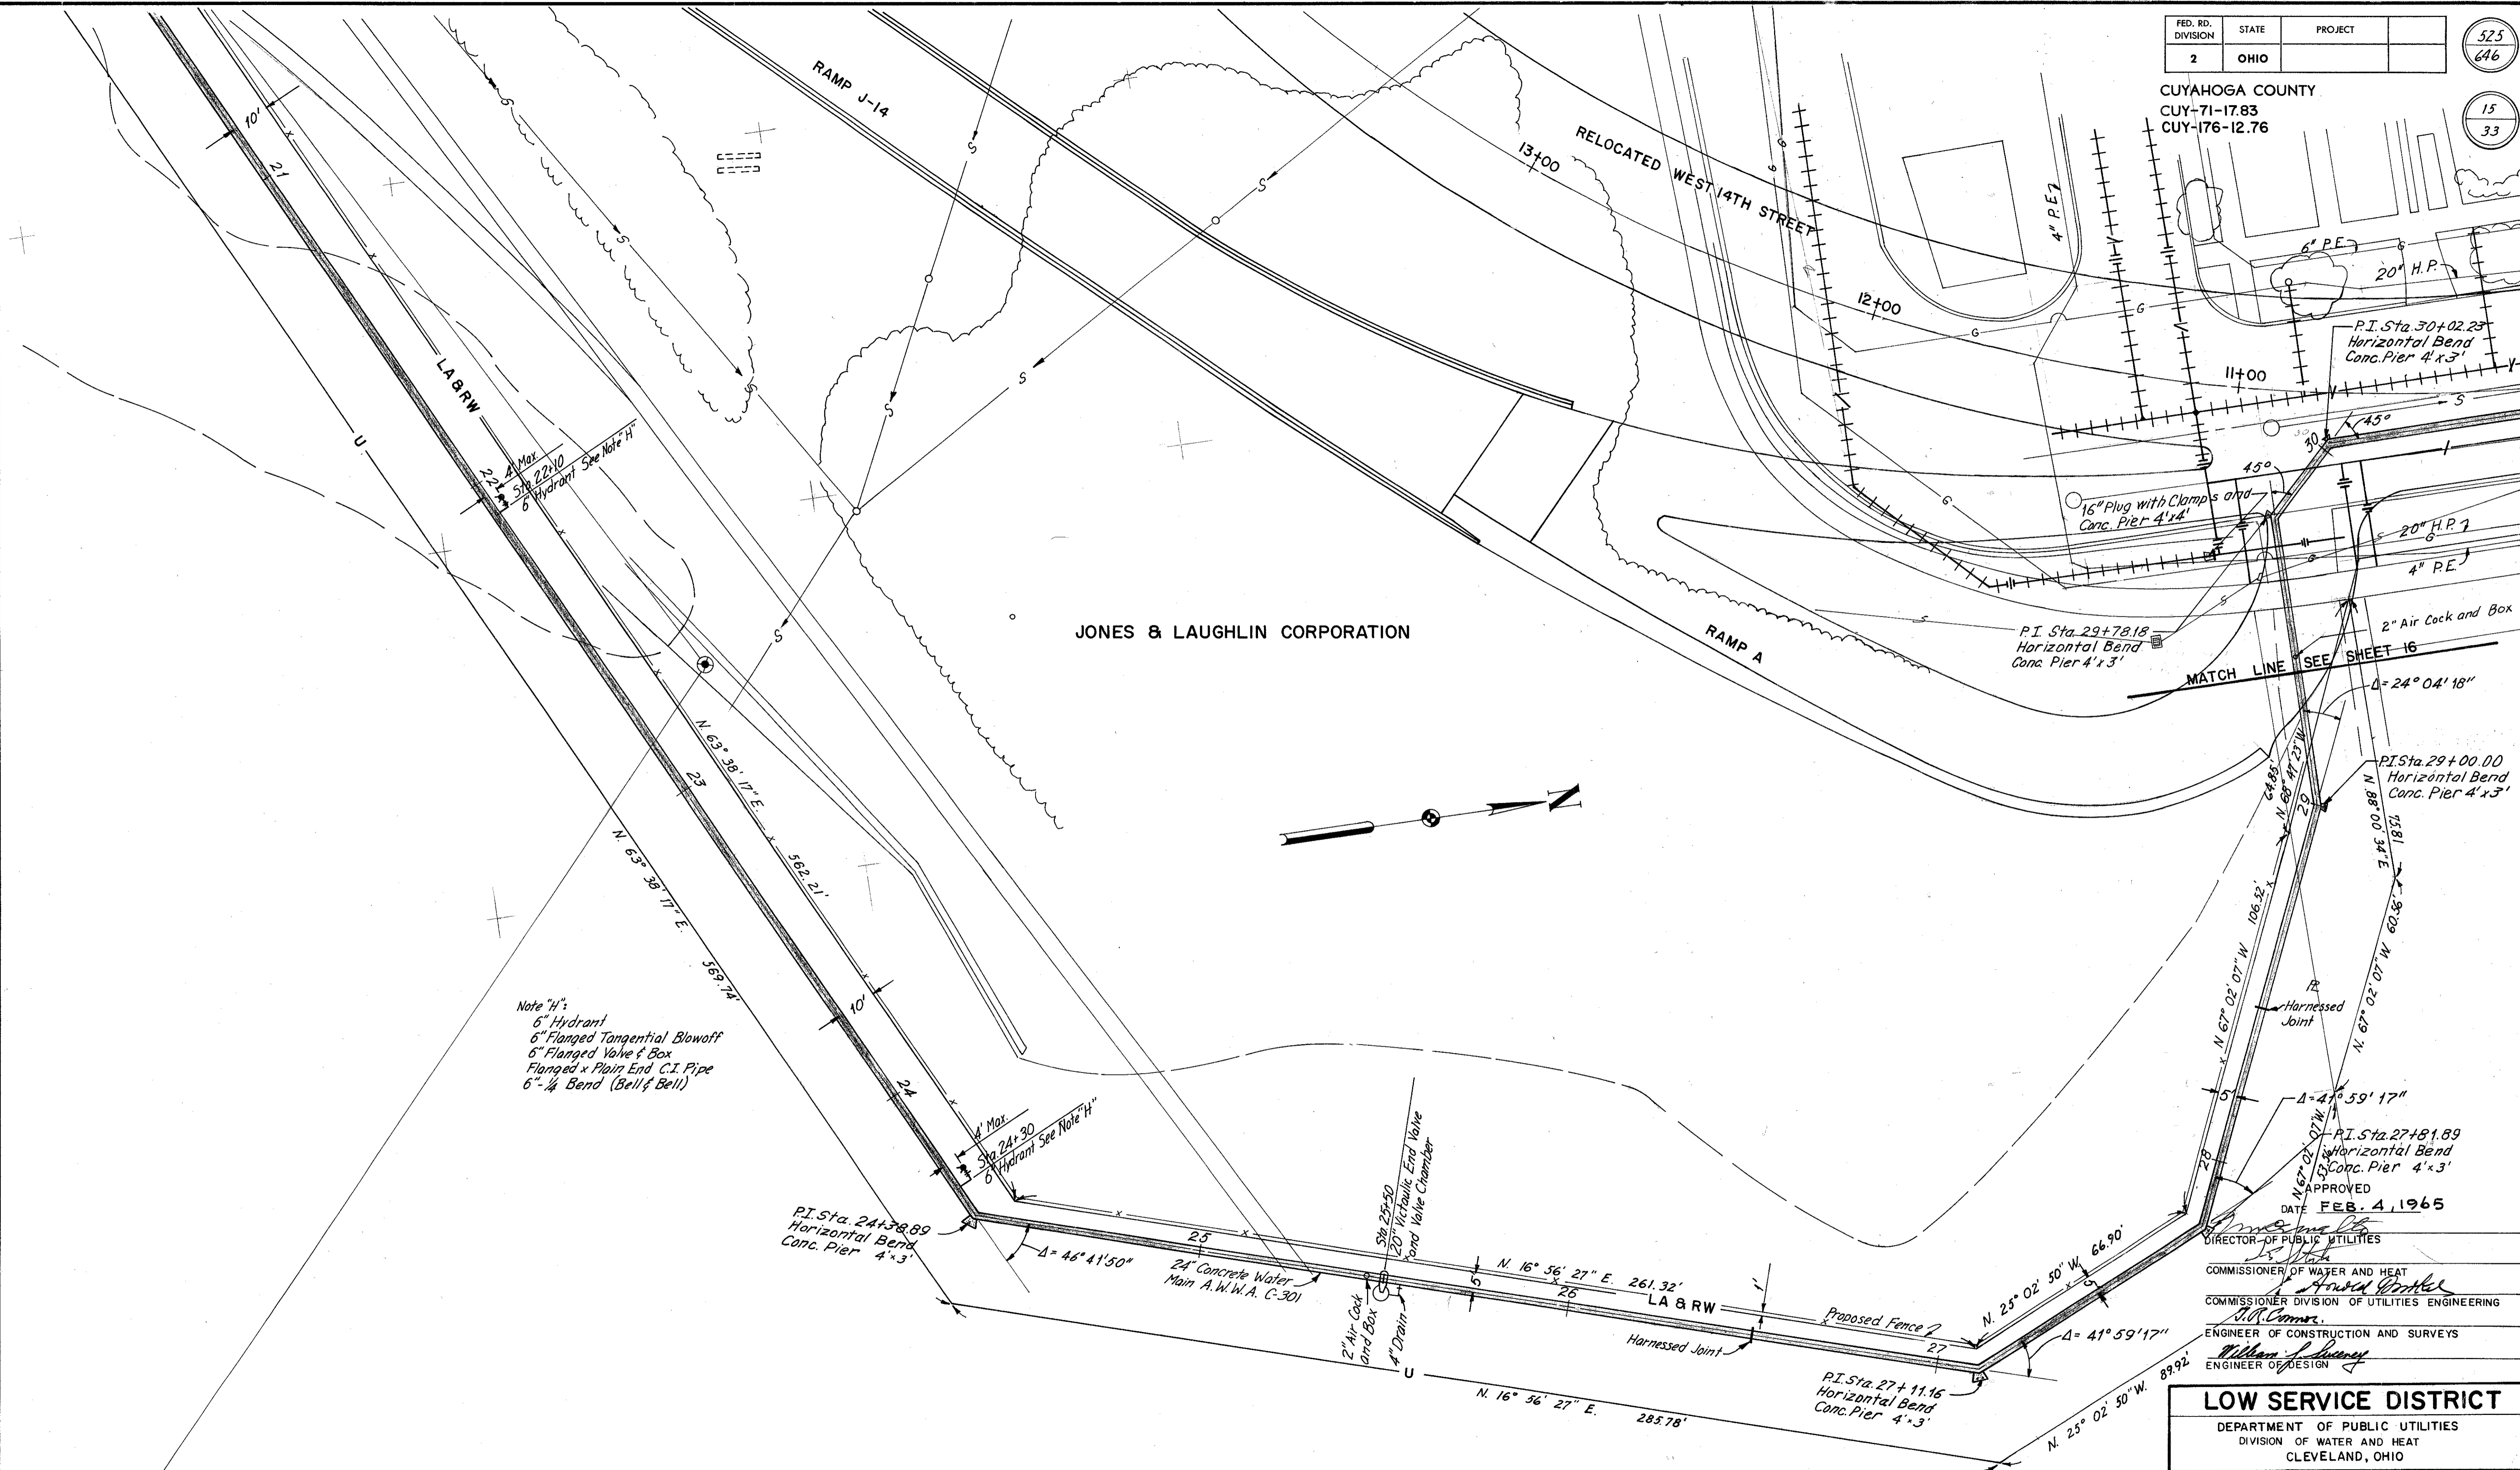 FED. RD. DIVISION STATE PROJECT
2 OHIO
525
646
CUYAHOGA COUNTY
CUY-71-17.83
CUY-176-12.76
15
33
RAMP J-14
RELOCATED WEST 14TH STREET
13+00
12+00
11+00
4" P.E.
6" P.E.
20" H.P.
P.I. Sta. 30+02.23
Horizontal Bend
Conc. Pier 4'x3'
45°
30
45°
16" Plug with Clamps and
Conc. Pier 4'x4'
20" H.P.
4" P.E.
2" Air Cock and Box
P.I. Sta. 29+78.18
Horizontal Bend
Conc. Pier 4'x3'
MATCH LINE SEE SHEET 16
Δ= 24° 04' 18"
P.I. Sta. 29+00.00
Horizontal Bend
Conc. Pier 4'x3'
64.85'
N. 68° 47' 23" W.
29
75.81
N. 88° 00' 34" E.
10'
21
LA & RW
U
22
4' Max.
Sta. 22+10
6" Hydrant See Note "H"
JONES & LAUGHLIN CORPORATION
RAMP A
N
N. 63° 38' 17" E.
562.21'
23
N. 63° 38' 17" E.
569.74'
10'
24
Note "H":
6" Hydrant
6" Flanged Tangential Blowoff
6" Flanged Valve & Box
Flanged x Plain End C.I. Pipe
6"-1/4 Bend (Bell & Bell)
4' Max.
Sta. 24+30
6" Hydrant See Note "H"
P.I. Sta. 24+38.89
Horizontal Bend
Conc. Pier 4'x3'
Δ= 46° 41' 50"
25
24" Concrete Water
Main A.W.W.A. C-301
Sta. 25+50
20" Victaulic End Valve
and Valve Chamber
2" Air Cock
and Box
4" Drain
5'
N. 16° 56' 27" E. 261.32'
26
LA & RW
1'
Proposed Fence
Harnessed Joint
27
U
N. 16° 56' 27" E. 285.78'
P.I. Sta. 27+11.16
Horizontal Bend
Conc. Pier 4'x3'
Δ= 41° 59' 17"
N. 25° 02' 50" W. 66.90'
5'
N. 25° 02' 50" W. 89.92'
N 67° 02' 07" W 106.52'
Harnessed
Joint
N. 67° 02' 07" W 60.95'
5'
28
Δ= 41° 59' 17"
P.I. Sta. 27+81.89
Horizontal Bend
Conc. Pier 4'x3'
N 67° 02' 07" W.
APPROVED
DATE FEB. 4, 1965
DIRECTOR OF PUBLIC UTILITIES
COMMISSIONER OF WATER AND HEAT
COMMISSIONER DIVISION OF UTILITIES ENGINEERING
J.R. Connor.
ENGINEER OF CONSTRUCTION AND SURVEYS
William J. Sweeney
ENGINEER OF DESIGN
LOW SERVICE DISTRICT
DEPARTMENT OF PUBLIC UTILITIES
DIVISION OF WATER AND HEAT
CLEVELAND, OHIO